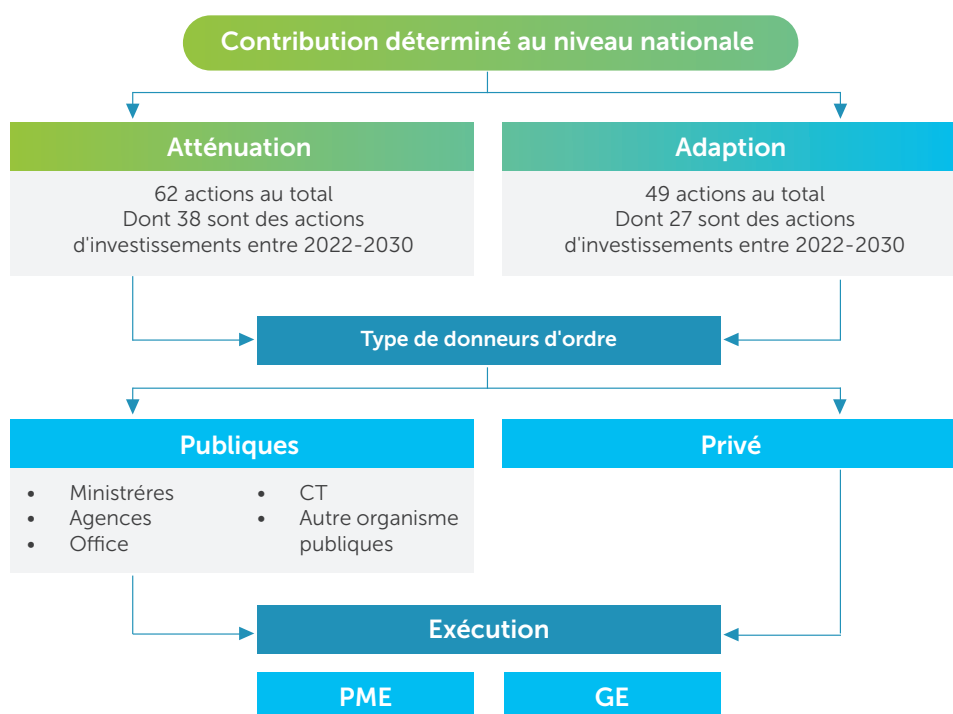 Contribution déterminé au niveau nationale
Atténuation
62 actions au total
Dont 38 sont des actions
d'investissements entre 2022-2030
Adaption
49 actions au total
Dont 27 sont des actions
d'investissements entre 2022-2030
Type de donneurs d'ordre
Publiques
• Ministréres
• Agences
• Office
• CT
• Autre organisme
publiques
Privé
Exécution
PME
GE